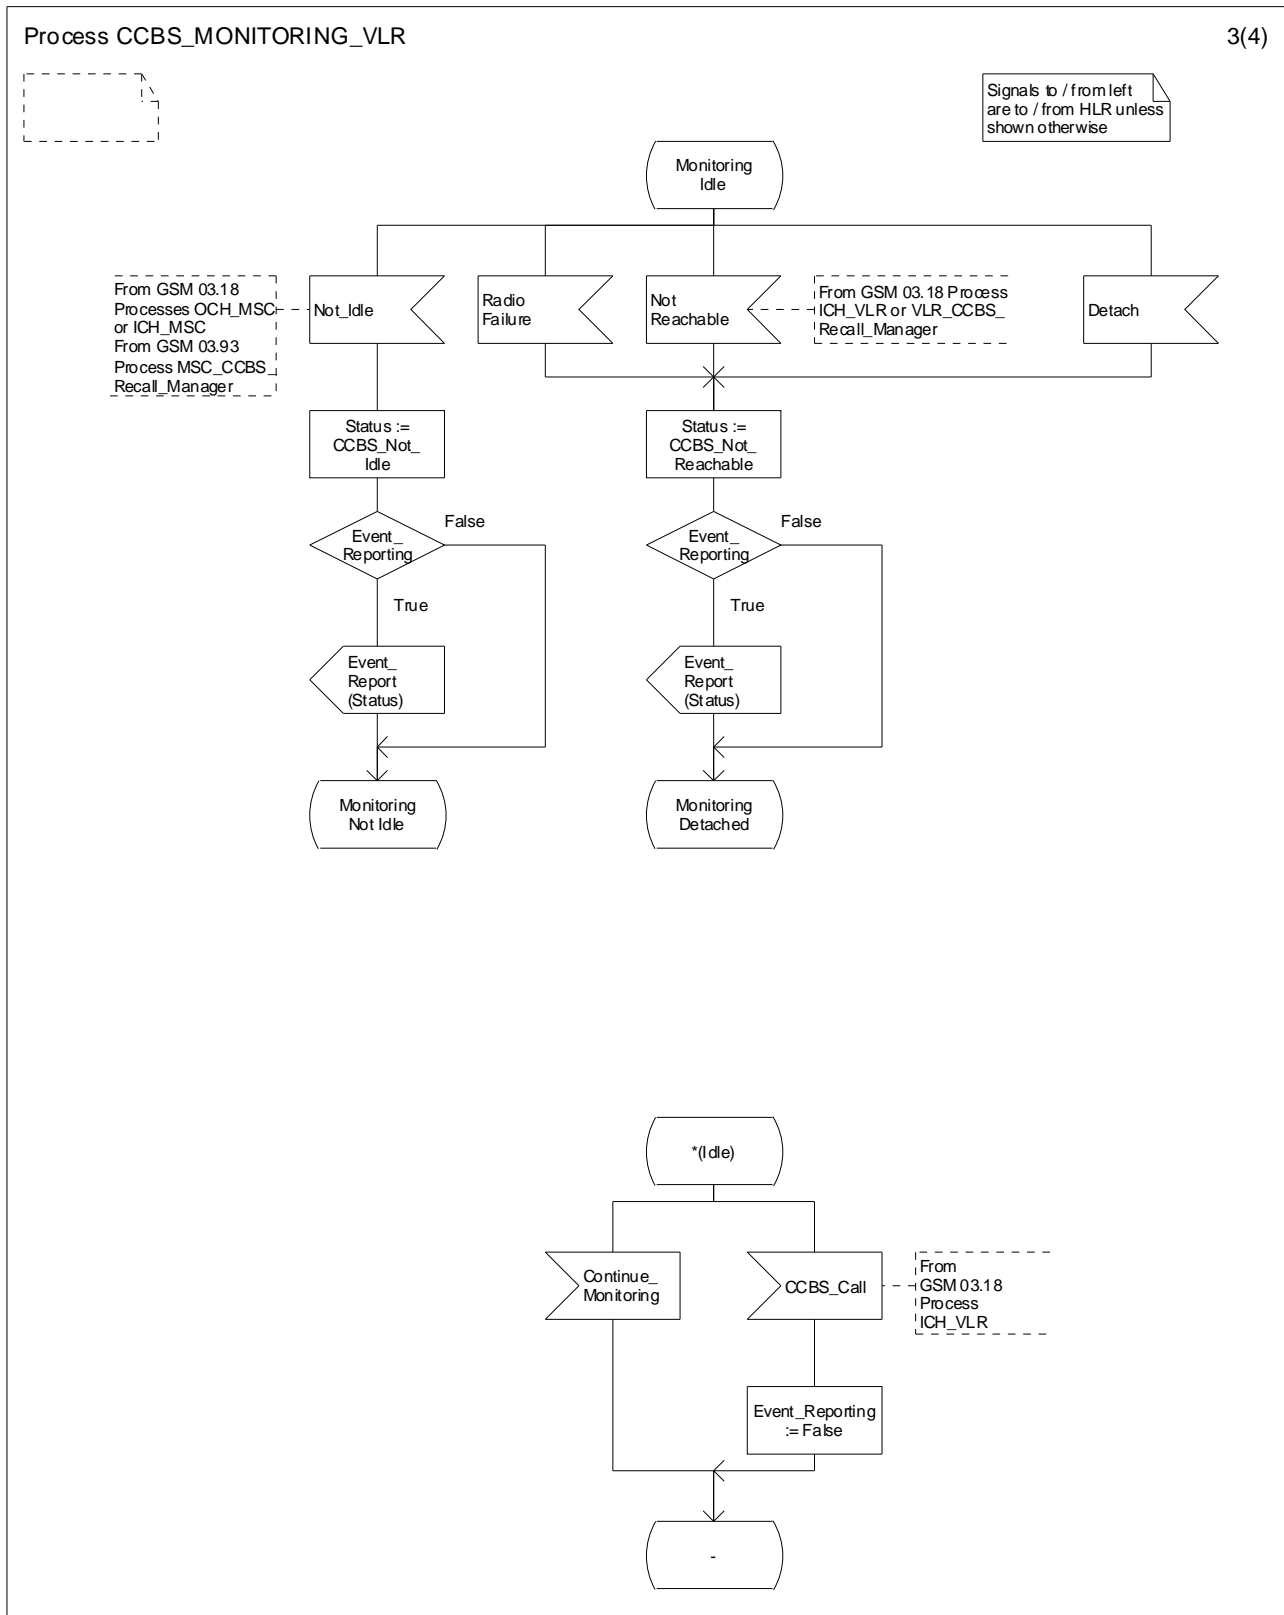 Process CCBS_MONITORING_VLR
3(4)
Signals to / from left
are to / from HLR unless
shown otherwise
Monitoring
Idle
From GSM 03.18
Processes OCH_MSC
or ICH_MSC
From GSM 03.93
Process MSC_CCBS_
Recall_Manager
Not_Idle
Radio
Failure
Not
Reachable
From GSM 03.18 Process
ICH_VLR or VLR_CCBS_
Recall_Manager
Detach
Status :=
CCBS_Not_
Idle
Status :=
CCBS_Not_
Reachable
False
Event_
Reporting
True
False
Event_
Reporting
True
Event_
Report
(Status)
Event_
Report
(Status)
Monitoring
Not Idle
Monitoring
Detached
*(Idle)
Continue_
Monitoring
CCBS_Call
From
GSM 03.18
Process
ICH_VLR
Event_Reporting
:= False
-